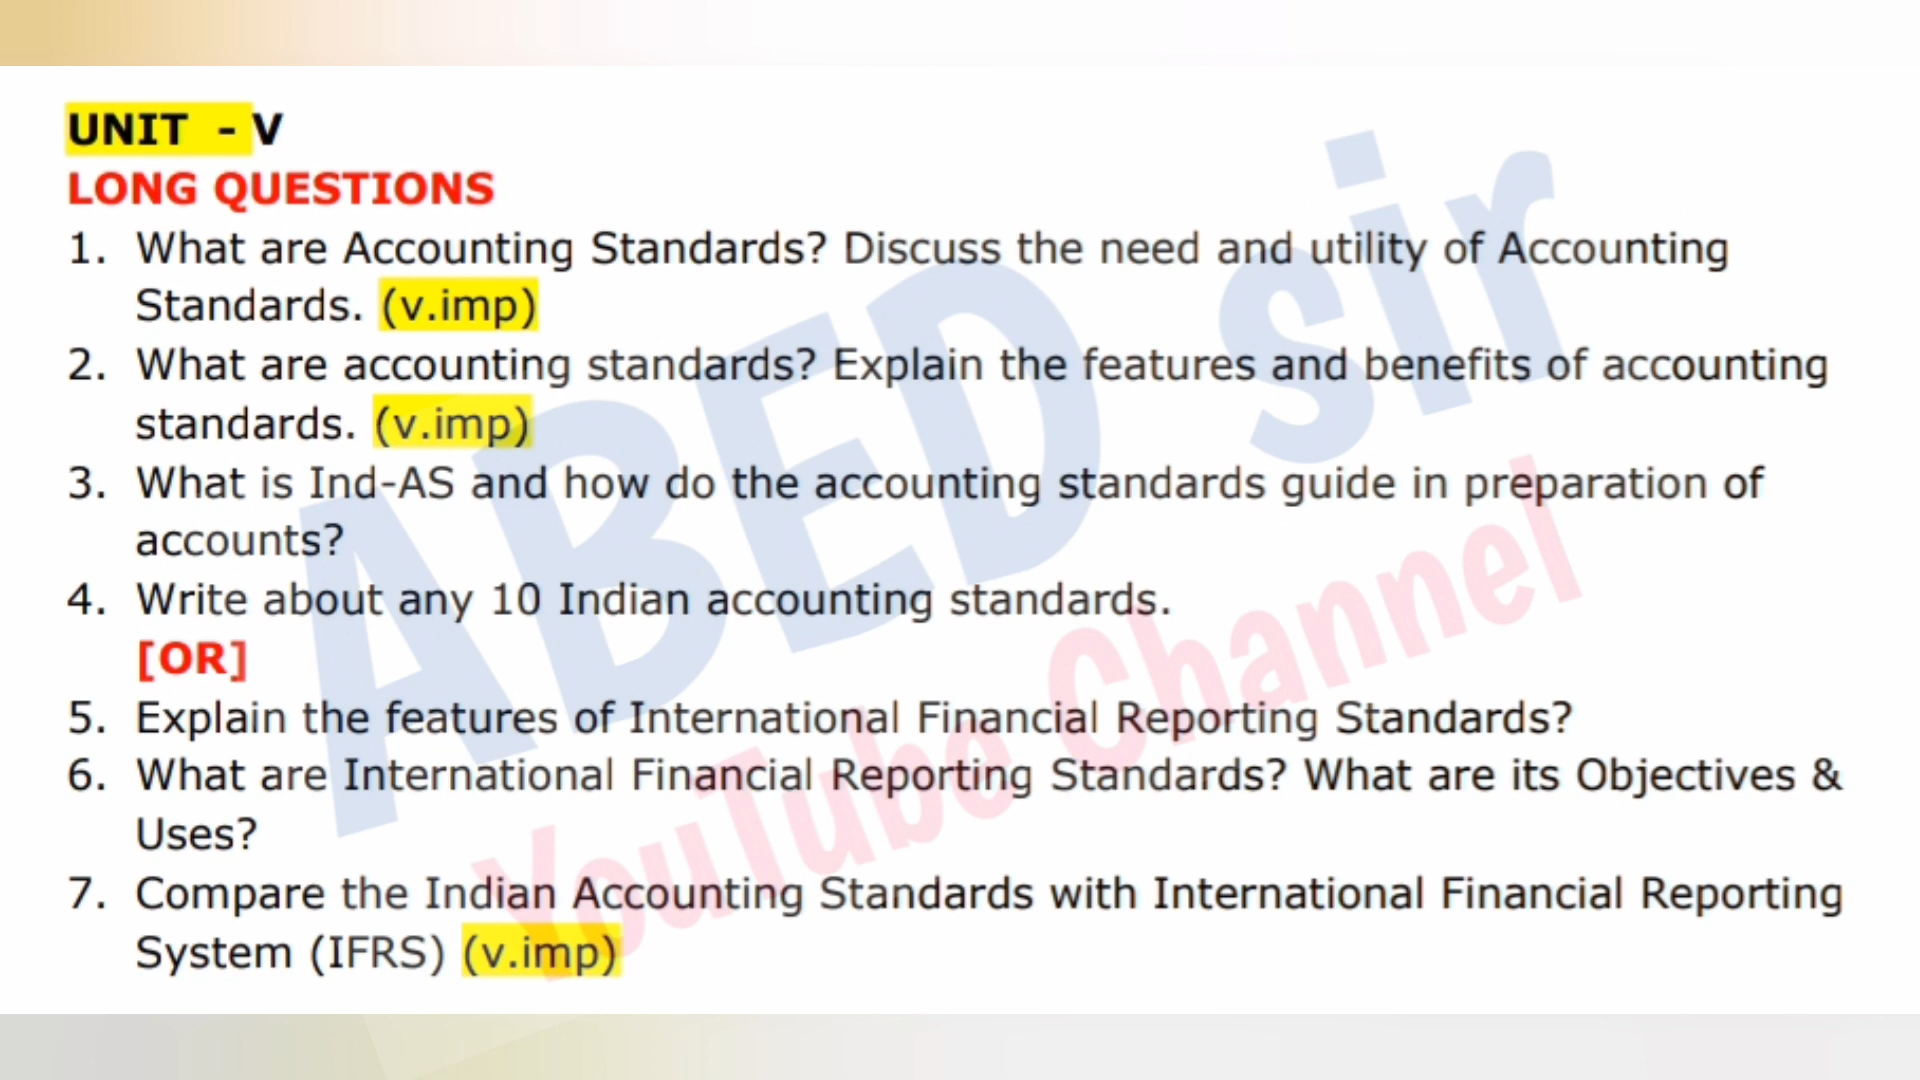 UNIT - V
LONG QUESTIONS
1. What are Accounting Standards? Discuss the need and utility of Accounting
Standards. (v.imp)
2. What are accounting standards? Explain the features and benefits of accounting
standards. (v.imp)
3. What is Ind-AS and how do the accounting standards guide in preparation of
accounts?
4. Write about any 10 Indian accounting standards.
[OR]
5. Explain the features of International Financial Reporting Standards?
6. What are International Financial Reporting Standards? What are its Objectives &
Uses?
7. Compare the Indian Accounting Standards with International Financial Reporting
System (IFRS) (v.imp)
ABED sir
YouTube Channel